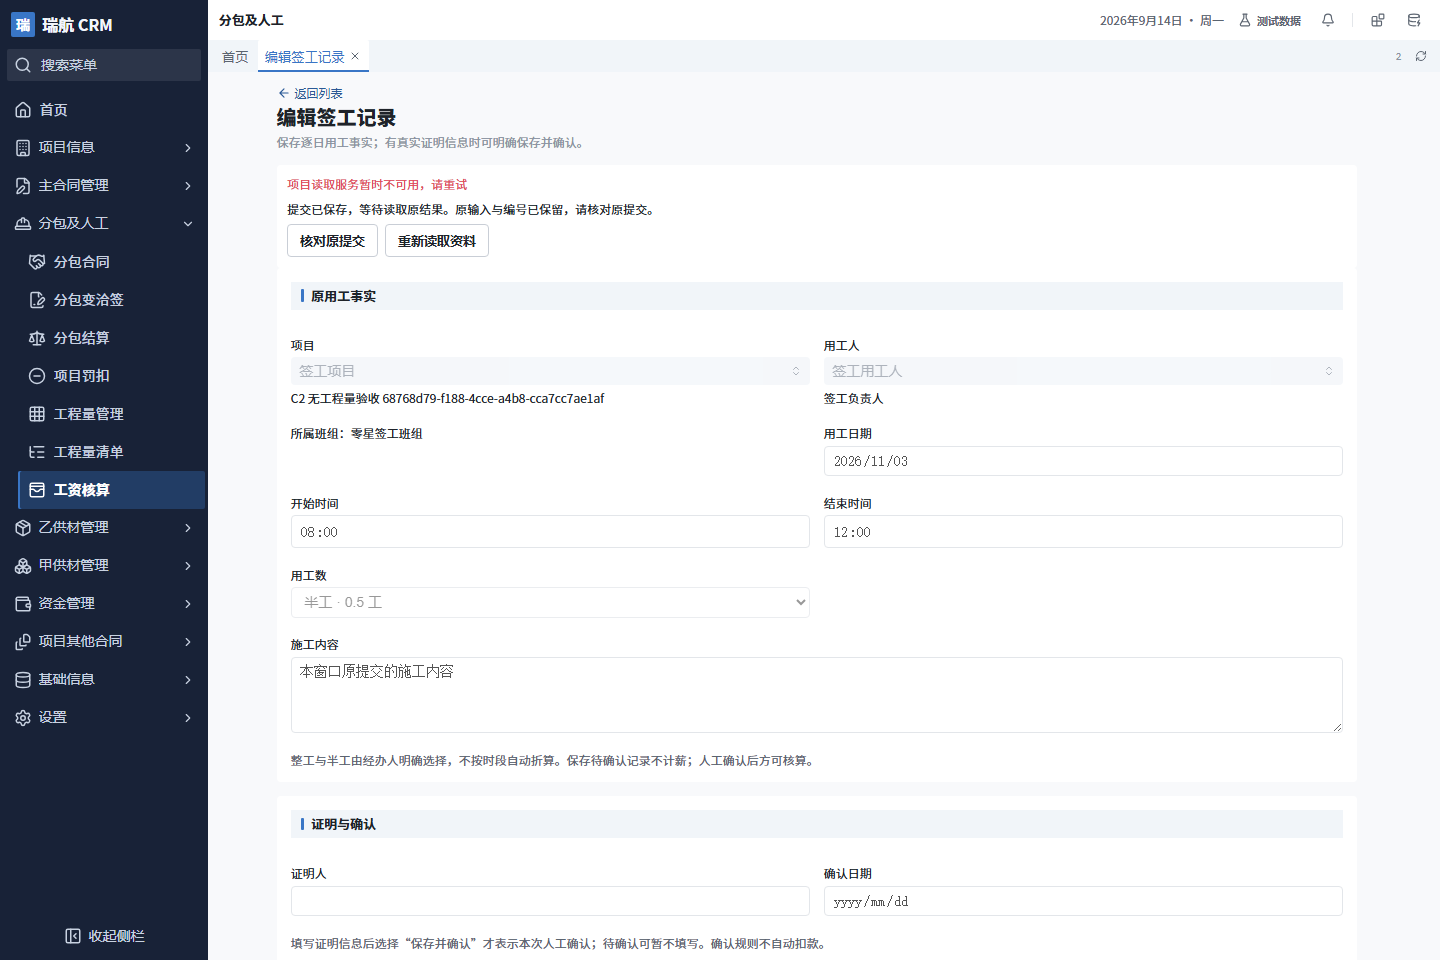 瑞 瑞航 CRM
搜索菜单
首页
项目信息
主合同管理
分包及人工
分包合同
分包变洽签
分包结算
项目罚扣
工程量管理
工程量清单
工资核算
乙供材管理
甲供材管理
资金管理
项目其他合同
基础信息
设置
收起侧栏
分包及人工
2026年9月14日 · 周一 测试数据
首页 编辑签工记录 2
返回列表
编辑签工记录
保存逐日用工事实；有真实证明信息时可明确保存并确认。
项目读取服务暂时不可用，请重试
提交已保存，等待读取原结果。原输入与编号已保留，请核对原提交。
核对原提交 重新读取资料
原用工事实
项目 用工人
签工项目 签工用工人
C2 无工程量验收 68768d79-f188-4cce-a4b8-cca7cc7ae1af 签工负责人
所属班组：零星签工班组 用工日期
2026/11/03
开始时间 结束时间
08:00 12:00
用工数
半工 · 0.5 工
施工内容
本窗口原提交的施工内容
整工与半工由经办人明确选择，不按时段自动折算。保存待确认记录不计薪；人工确认后方可核算。
证明与确认
证明人 确认日期
yyyy/mm/dd
填写证明信息后选择“保存并确认”才表示本次人工确认；待确认可暂不填写。确认规则不自动扣款。